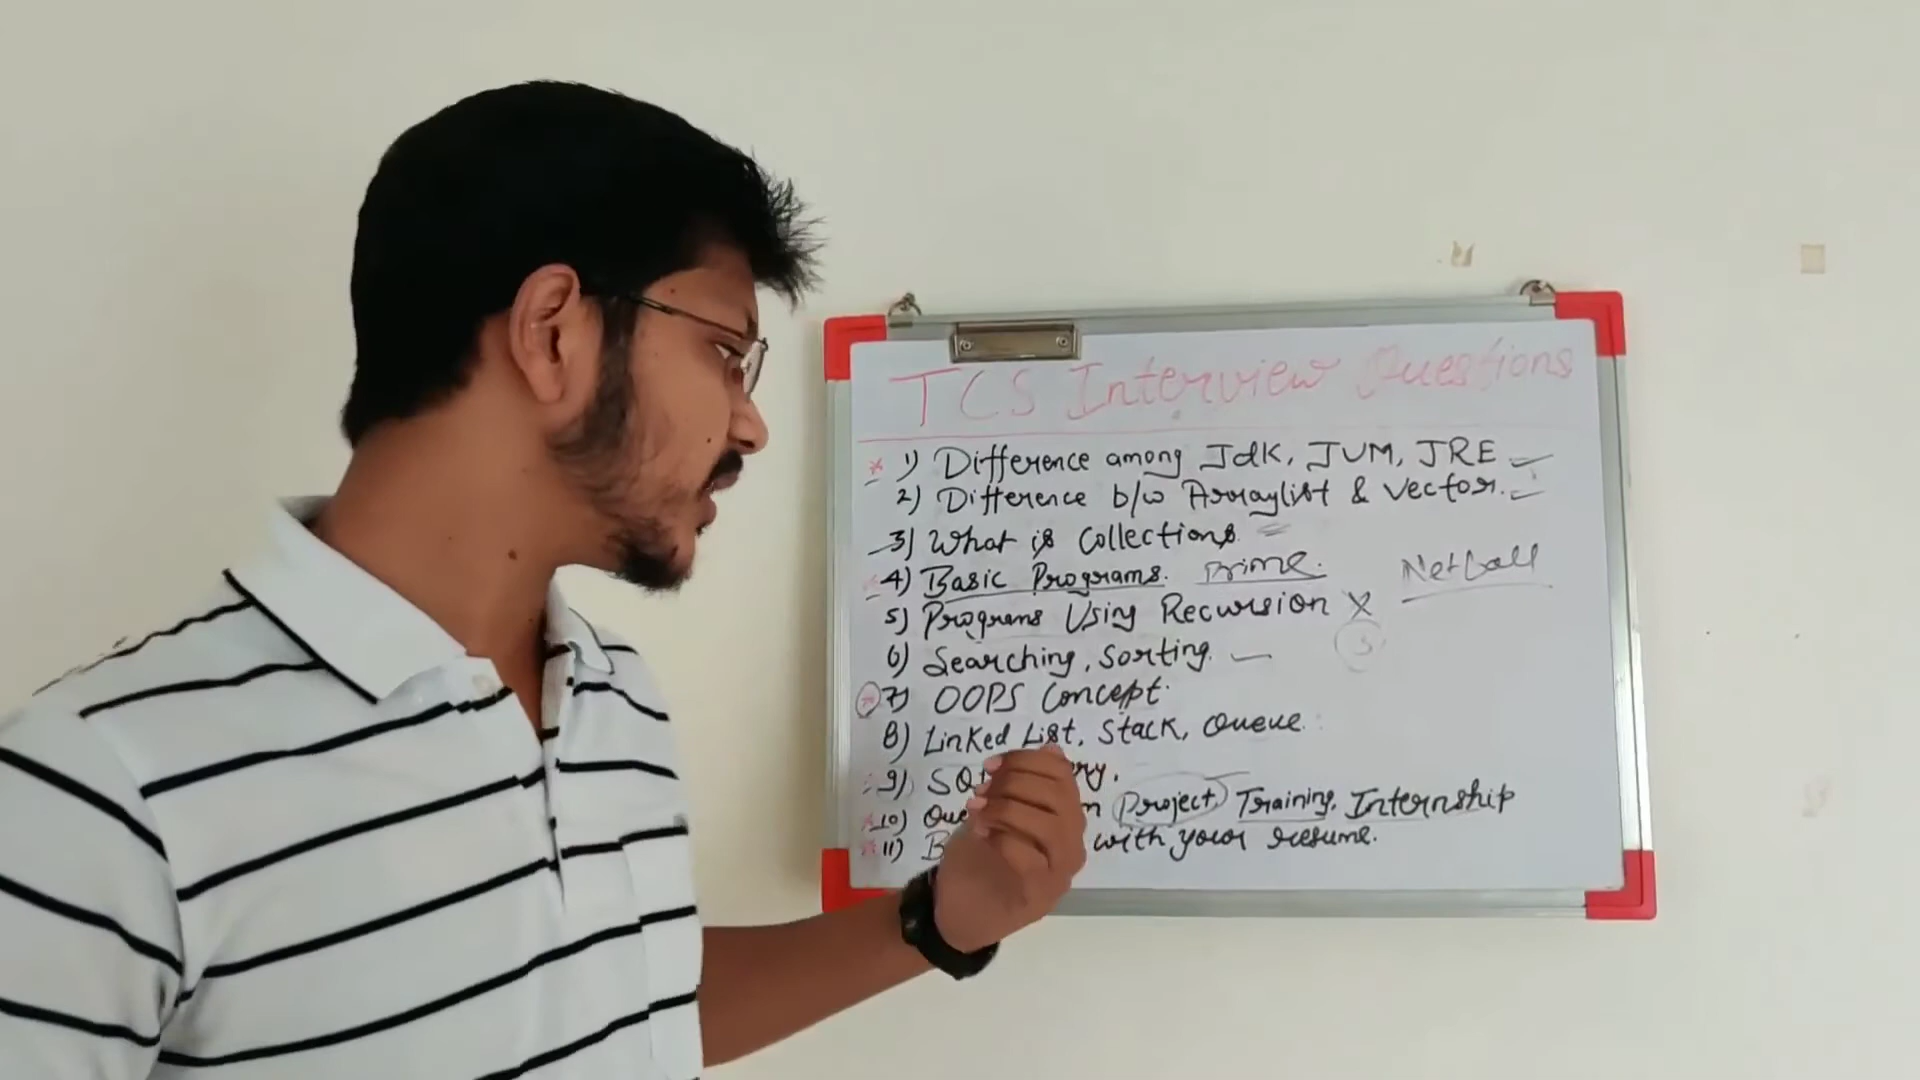 TCS Interview Questions
1) Difference among Jdk, JVM, JRE
2) Difference b/w Arraylist & Vector.
3) What is Collections
4) Basic Programs. Prime. Netball
5) Programs Using Recursion X
6) Searching, Sorting.
7) OOPS Concept.
8) Linked List, Stack, Queue.
9)
10) Project, Training, Internship
11) with your resume.